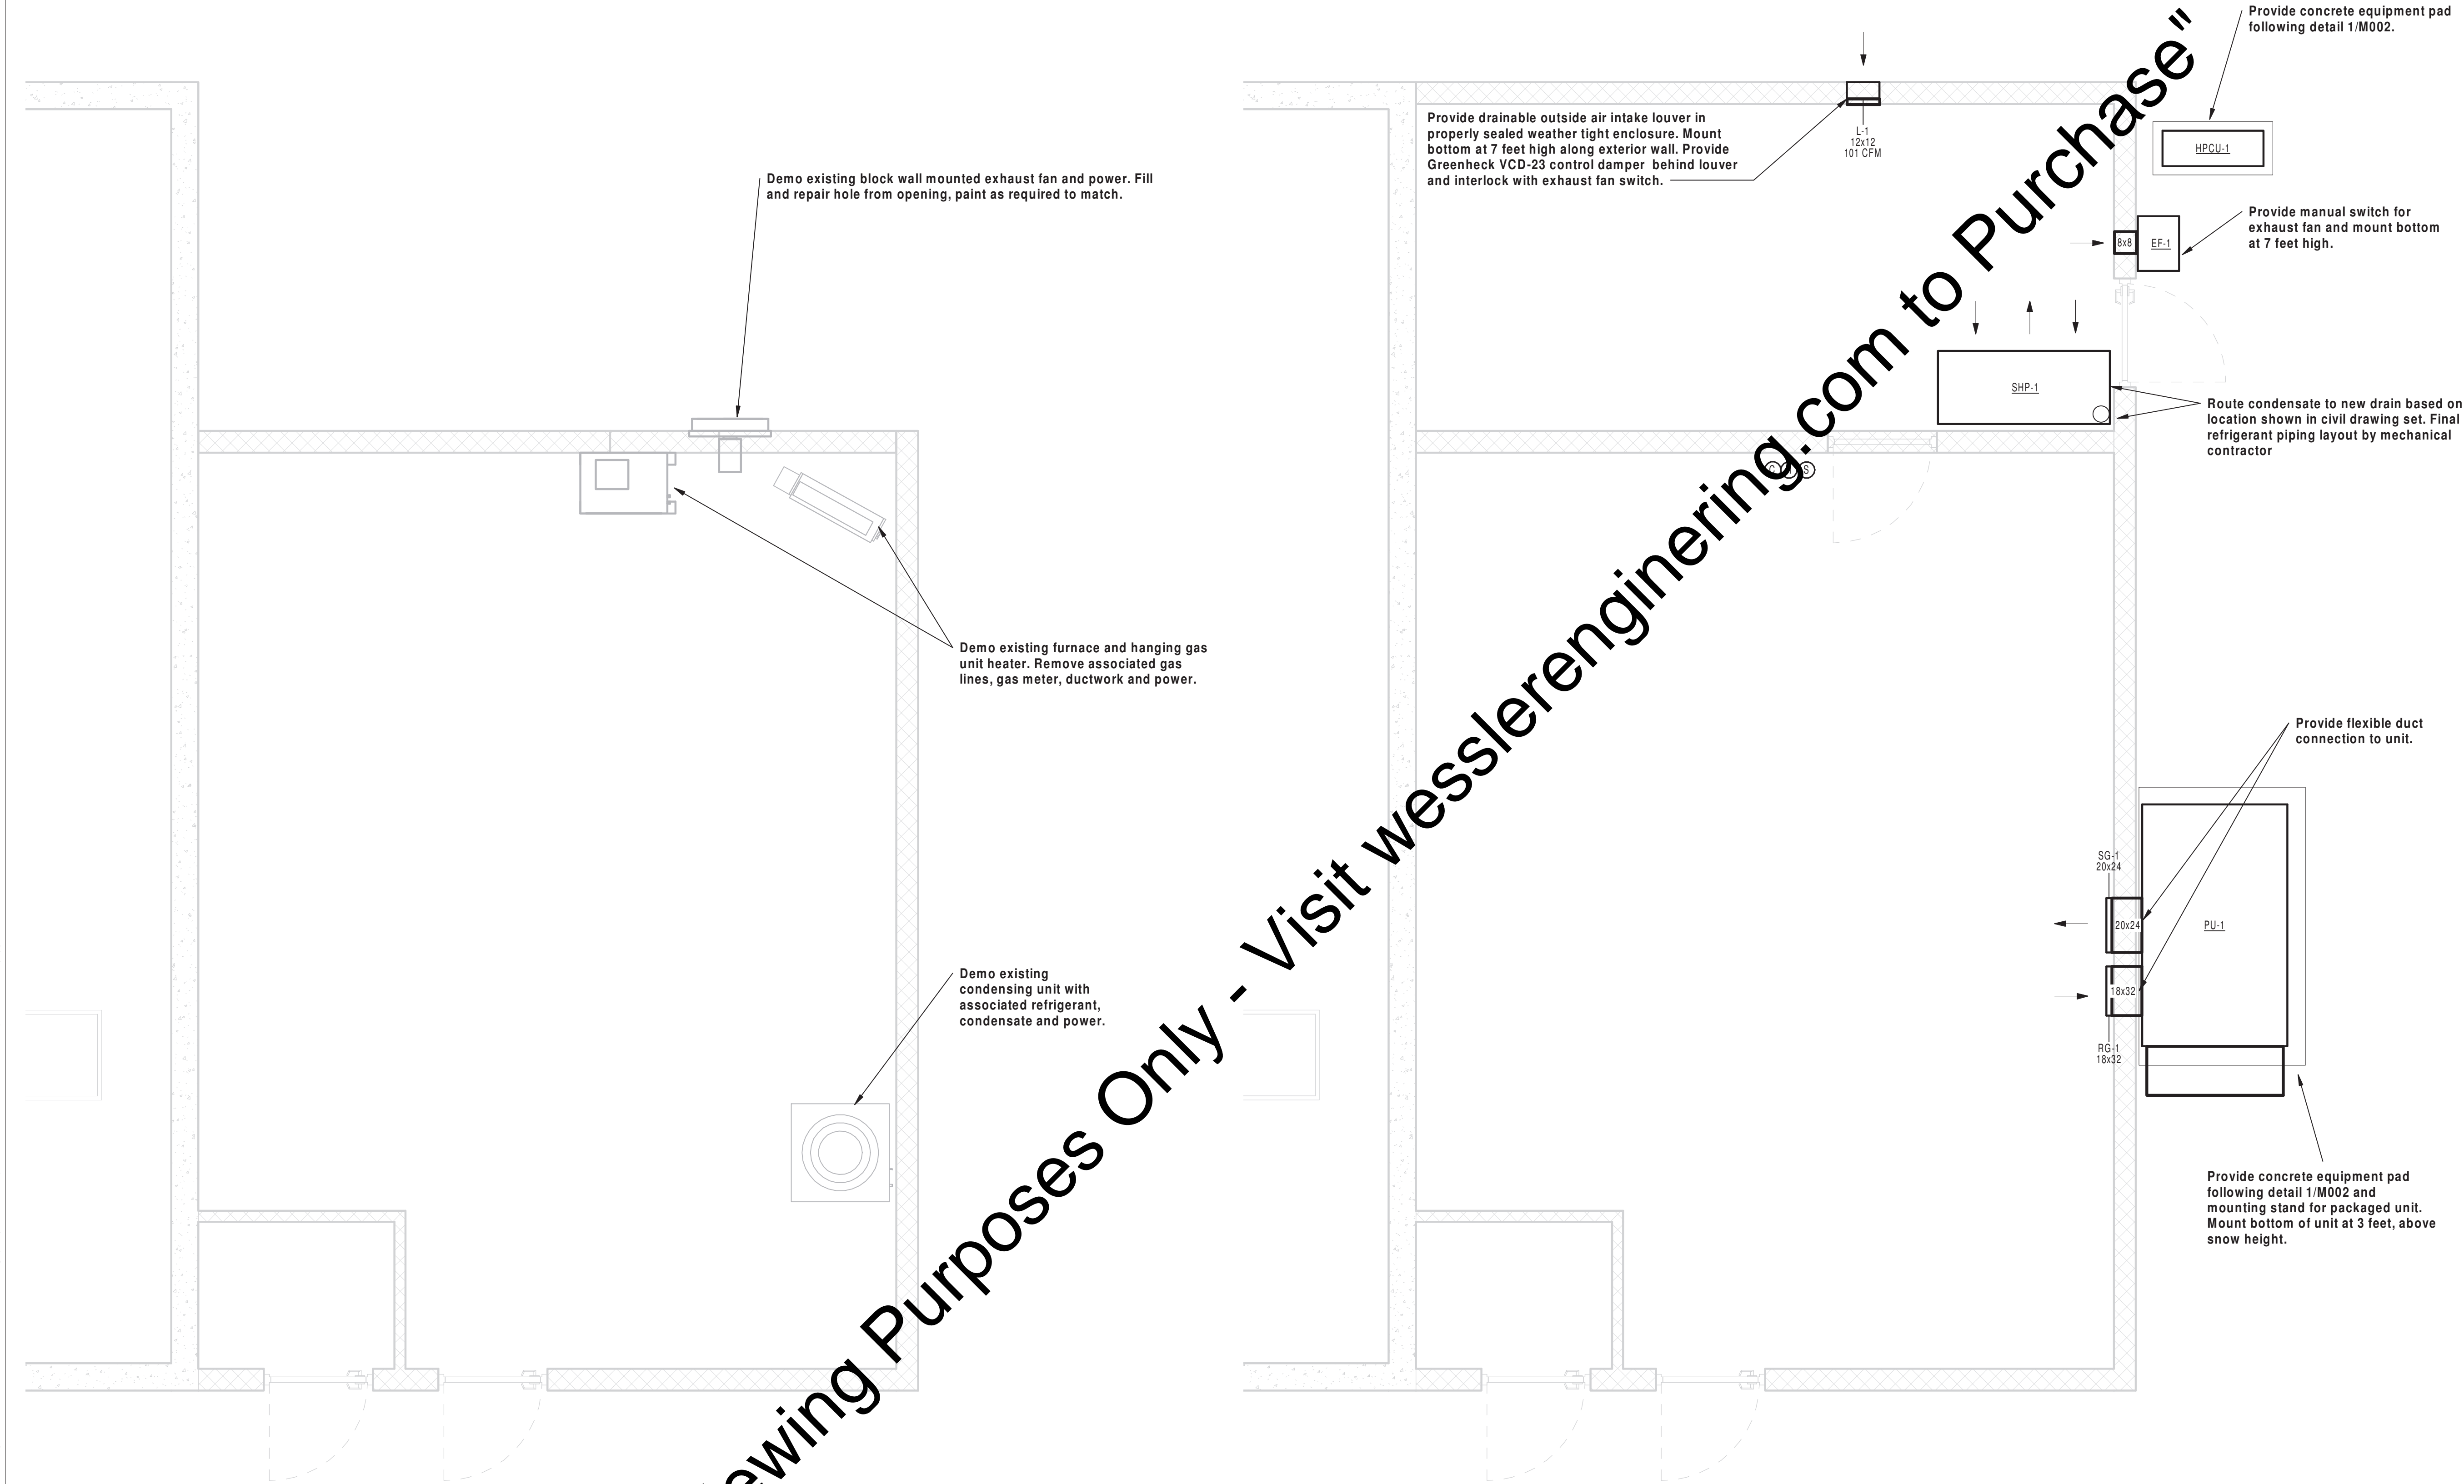 Demo existing block wall mounted exhaust fan and power. Fill
and repair hole from opening, paint as required to match.
Demo existing furnace and hanging gas
unit heater. Remove associated gas
lines, gas meter, ductwork and power.
Demo existing
condensing unit with
associated refrigerant,
condensate and power.
Provide drainable outside air intake louver in
properly sealed weather tight enclosure. Mount
bottom at 7 feet high along exterior wall. Provide
Greenheck VCD-23 control damper behind louver
and interlock with exhaust fan switch.
L-1
12x12
101 CFM
Provide concrete equipment pad
following detail 1/M002.
HPCU-1
Provide manual switch for
exhaust fan and mount bottom
at 7 feet high.
8x8
EF-1
SHP-1
Route condensate to new drain based on
location shown in civil drawing set. Final
refrigerant piping layout by mechanical
contractor
S
Provide flexible duct
connection to unit.
SG-1
20x24
20x24
PU-1
18x32
RG-1
18x32
Provide concrete equipment pad
following detail 1/M002 and
mounting stand for packaged unit.
Mount bottom of unit at 3 feet, above
snow height.
Purposes Only - Visit wesslerengineering.com to Purchase"